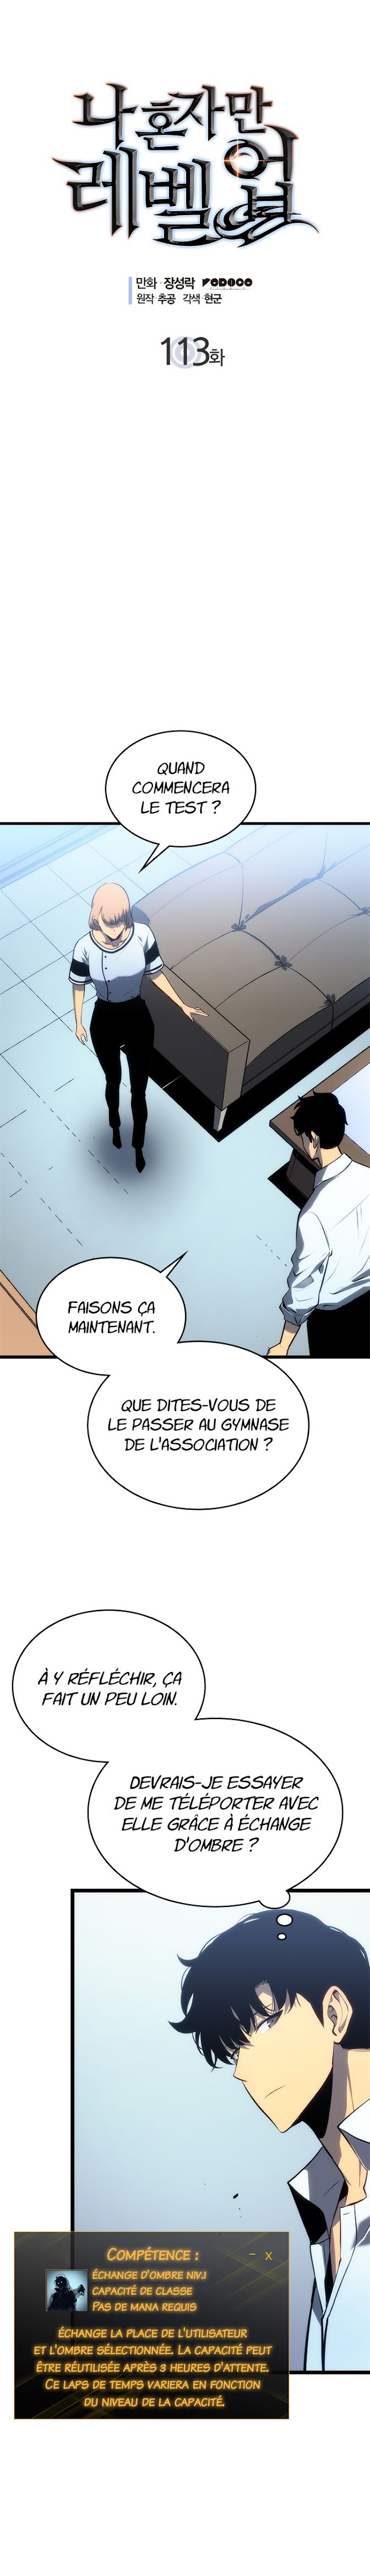 나 혼자만
레벨업
만화·장성락 REDICE
원작·추공 각색·현군
113화
QUAND
COMMENCERA
LE TEST ?
FAISONS ÇA
MAINTENANT.
QUE DITES-VOUS DE
LE PASSER AU GYMNASE
DE L'ASSOCIATION ?
À Y RÉFLÉCHIR, ÇA
FAIT UN PEU LOIN.
DEVRAIS-JE ESSAYER
DE ME TÉLÉPORTER AVEC
ELLE GRÂCE À ÉCHANGE
D'OMBRE ?
COMPÉTENCE :
- x
ÉCHANGE D'OMBRE NIV.1
CAPACITÉ DE CLASSE
PAS DE MANA REQUIS
ÉCHANGE LA PLACE DE L'UTILISATEUR
ET L'OMBRE SÉLECTIONNÉE. LA CAPACITÉ PEUT
ÊTRE RÉUTILISÉE APRÈS 3 HEURES D'ATTENTE.
CE LAPS DE TEMPS VARIERA EN FONCTION
DU NIVEAU DE LA CAPACITÉ.